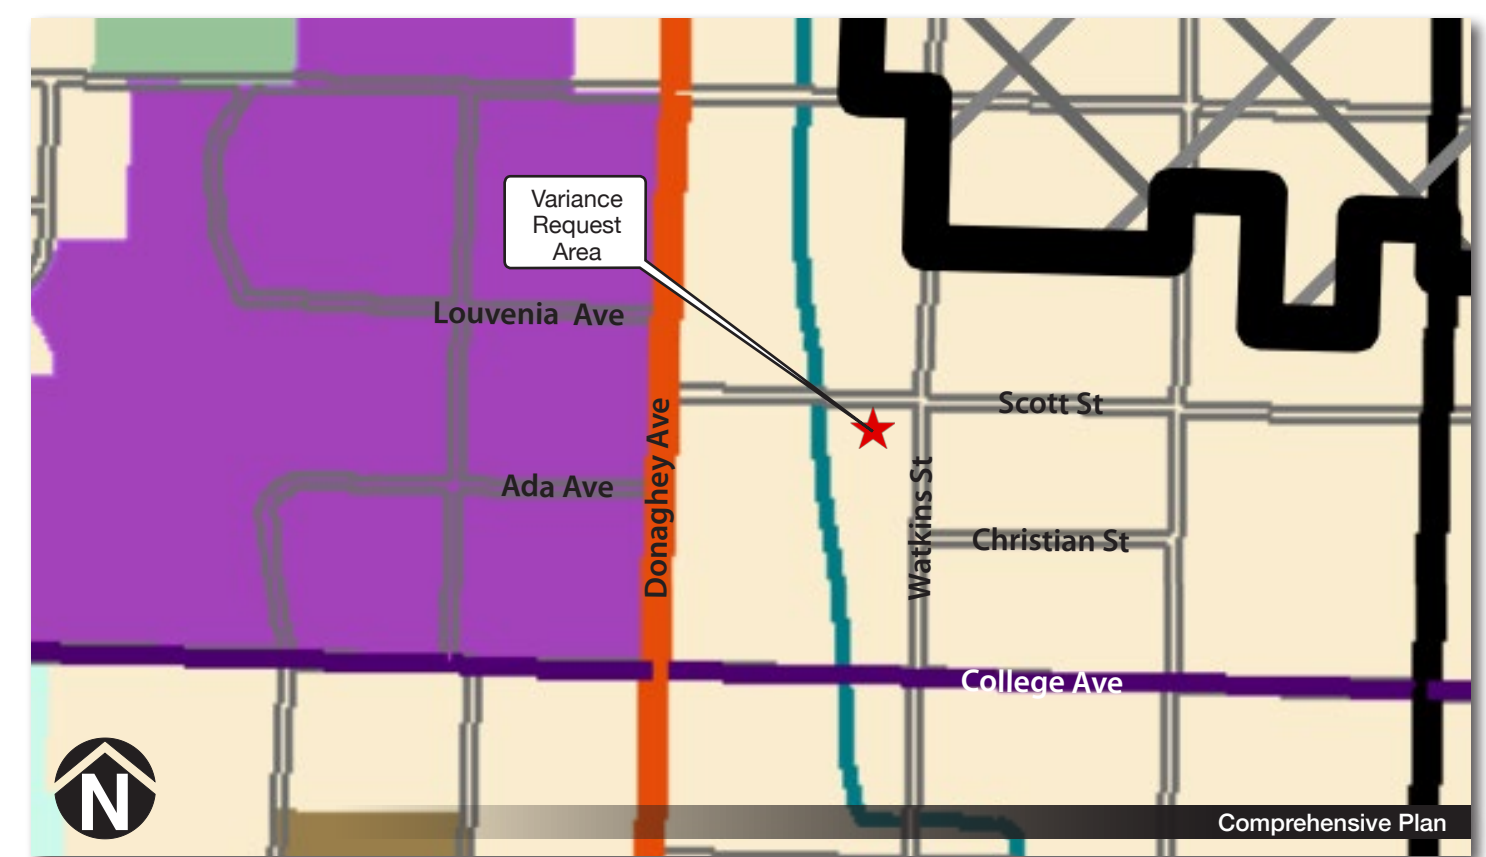 Variance
Request
Area
Louvenia Ave
Scott St
Donaghey Ave
Ada Ave
Watkins St
Christian St
College Ave
N
Comprehensive Plan